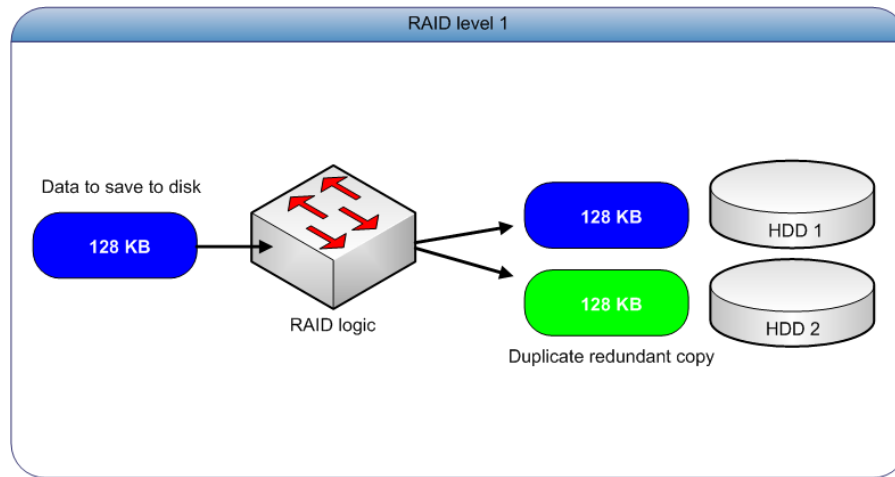 RAID level 1
Data to save to disk
128 KB
RAID logic
128 KB
HDD 1
128 KB
HDD 2
Duplicate redundant copy